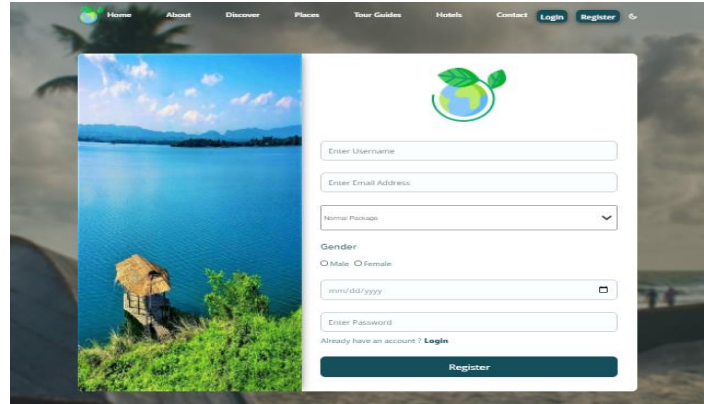 Home About Discover Places Tour Guides Hotels Contact Login Register
Enter Username
Enter Email Address
Normal Package
Gender
Male Female
mm/dd/yyyy
Enter Password
Already have an account ? Login
Register